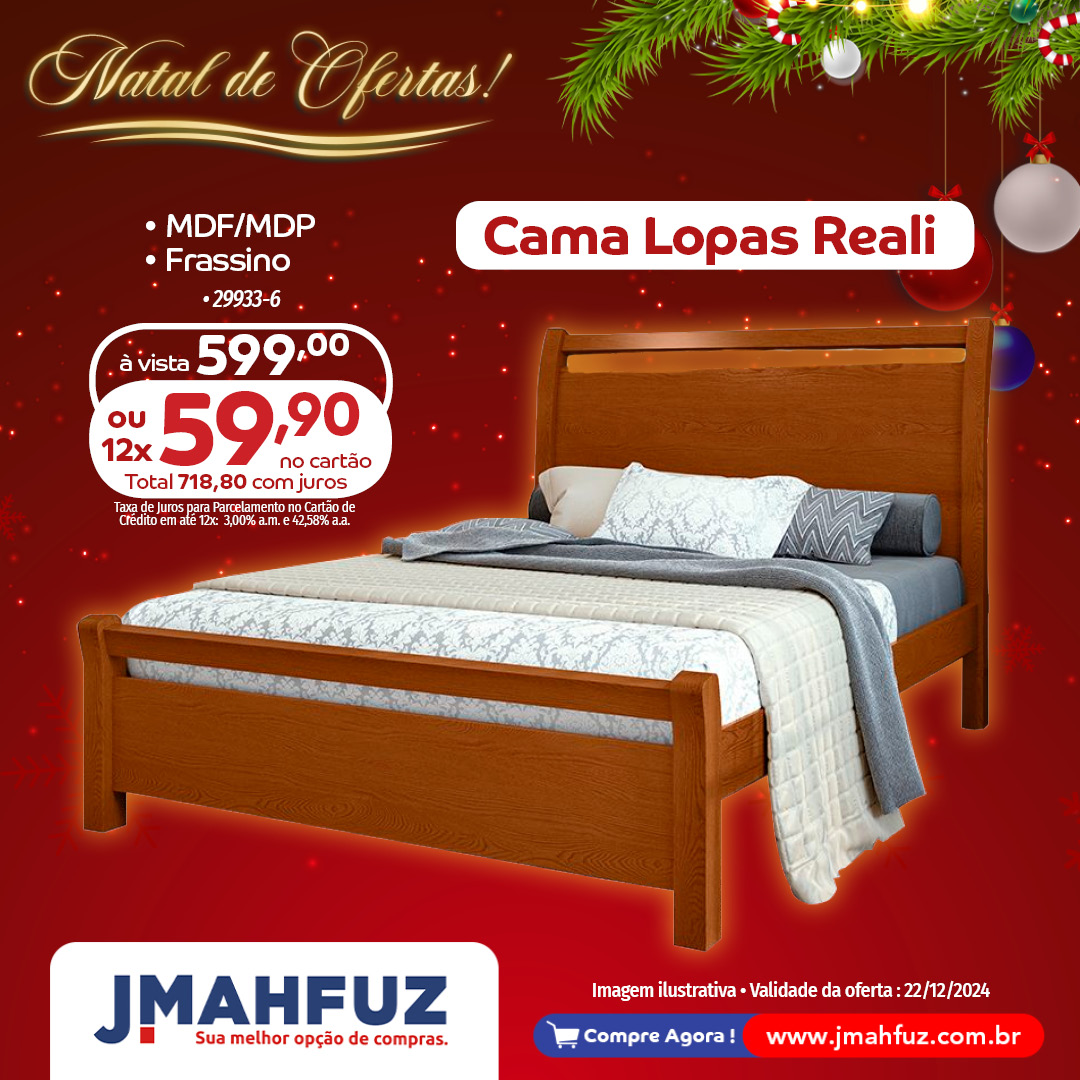 Natal de Ofertas!
• MDF/MDP
• Frassino
• 29933-6
Cama Lopas Reali
à vista 599,00
ou 12x 59,90
no cartão
Total 718,80 com juros
Taxa de Juros para Parcelamento no Cartão de
Crédito em até 12x: 3,00% a.m. e 42,58% a.a.
JMAHFUZ
Sua melhor opção de compras.
Imagem ilustrativa • Validade da oferta : 22/12/2024
Compre Agora !
www.jmahfuz.com.br